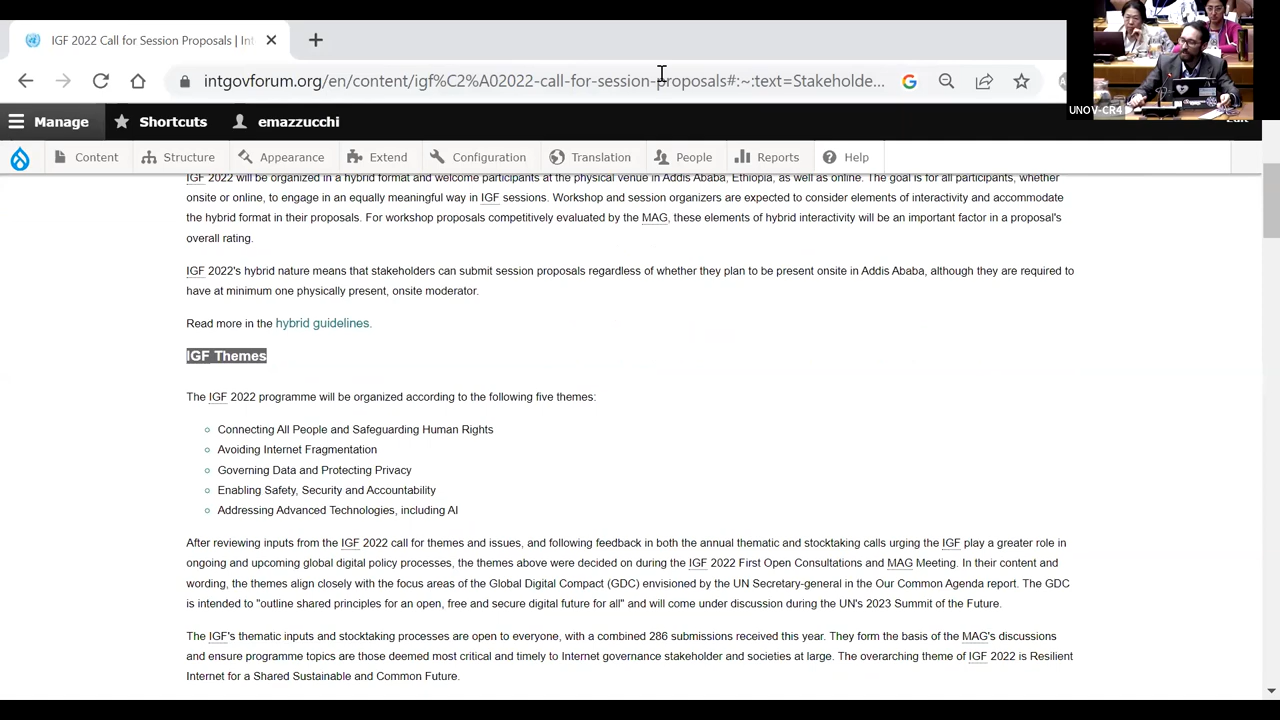 IGF 2022 Call for Session Proposals | Int
intgovforum.org/en/content/igf%C2%A02022-call-for-session-proposals#:~:text=Stakeholde...
UNOV-CR4
Manage Shortcuts emazzucchi Edit
Content Structure Appearance Extend Configuration Translation People Reports Help
IGF 2022 will be organized in a hybrid format and welcome participants at the physical venue in Addis Ababa, Ethiopia, as well as online. The goal is for all participants, whether
onsite or online, to engage in an equally meaningful way in IGF sessions. Workshop and session organizers are expected to consider elements of interactivity and accommodate
the hybrid format in their proposals. For workshop proposals competitively evaluated by the MAG, these elements of hybrid interactivity will be an important factor in a proposal's
overall rating.
IGF 2022's hybrid nature means that stakeholders can submit session proposals regardless of whether they plan to be present onsite in Addis Ababa, although they are required to
have at minimum one physically present, onsite moderator.
Read more in the hybrid guidelines.
IGF Themes
The IGF 2022 programme will be organized according to the following five themes:
Connecting All People and Safeguarding Human Rights
Avoiding Internet Fragmentation
Governing Data and Protecting Privacy
Enabling Safety, Security and Accountability
Addressing Advanced Technologies, including AI
After reviewing inputs from the IGF 2022 call for themes and issues, and following feedback in both the annual thematic and stocktaking calls urging the IGF play a greater role in
ongoing and upcoming global digital policy processes, the themes above were decided on during the IGF 2022 First Open Consultations and MAG Meeting. In their content and
wording, the themes align closely with the focus areas of the Global Digital Compact (GDC) envisioned by the UN Secretary-general in the Our Common Agenda report. The GDC
is intended to "outline shared principles for an open, free and secure digital future for all" and will come under discussion during the UN's 2023 Summit of the Future.
The IGF's thematic inputs and stocktaking processes are open to everyone, with a combined 286 submissions received this year. They form the basis of the MAG's discussions
and ensure programme topics are those deemed most critical and timely to Internet governance stakeholder and societies at large. The overarching theme of IGF 2022 is Resilient
Internet for a Shared Sustainable and Common Future.